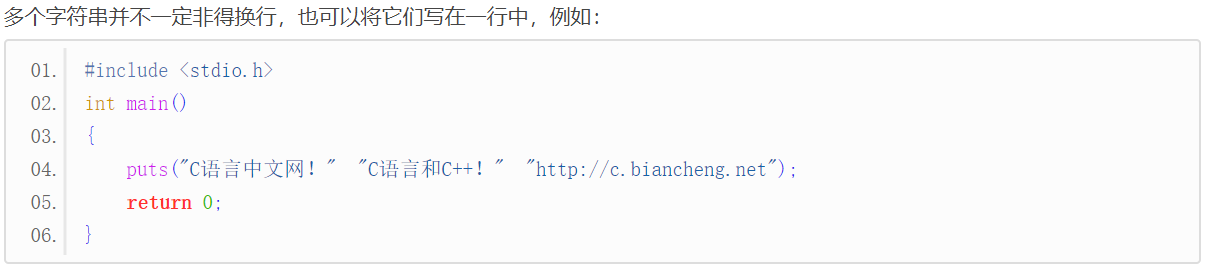 多个字符串并不一定非得换行，也可以将它们写在一行中，例如：
01. #include <stdio.h>
02. int main()
03. {
04.     puts("C语言中文网！"  "C语言和C++！"  "http://c.biancheng.net");
05.     return 0;
06. }